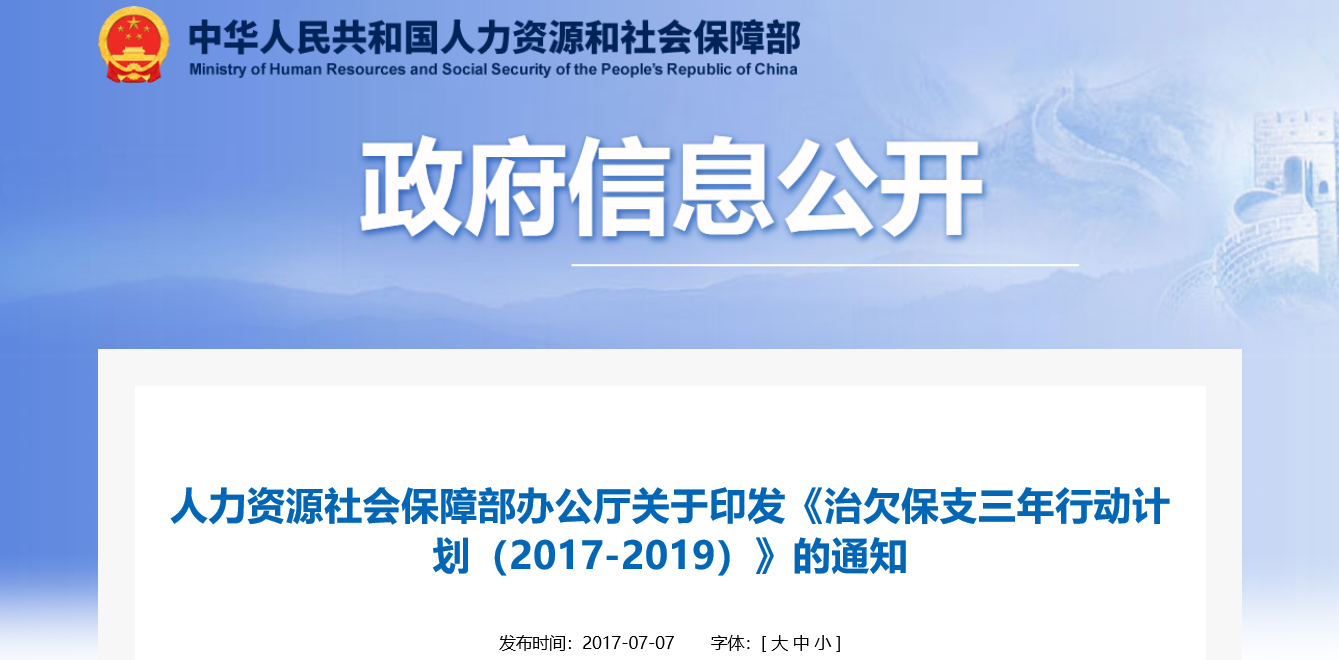 中华人民共和国人力资源和社会保障部
Ministry of Human Resources and Social Security of the People's Republic of China
政府信息公开
人力资源社会保障部办公厅关于印发《治欠保支三年行动计
划（2017-2019）》的通知
发布时间：2017-07-07 字体：[ 大 中 小 ]